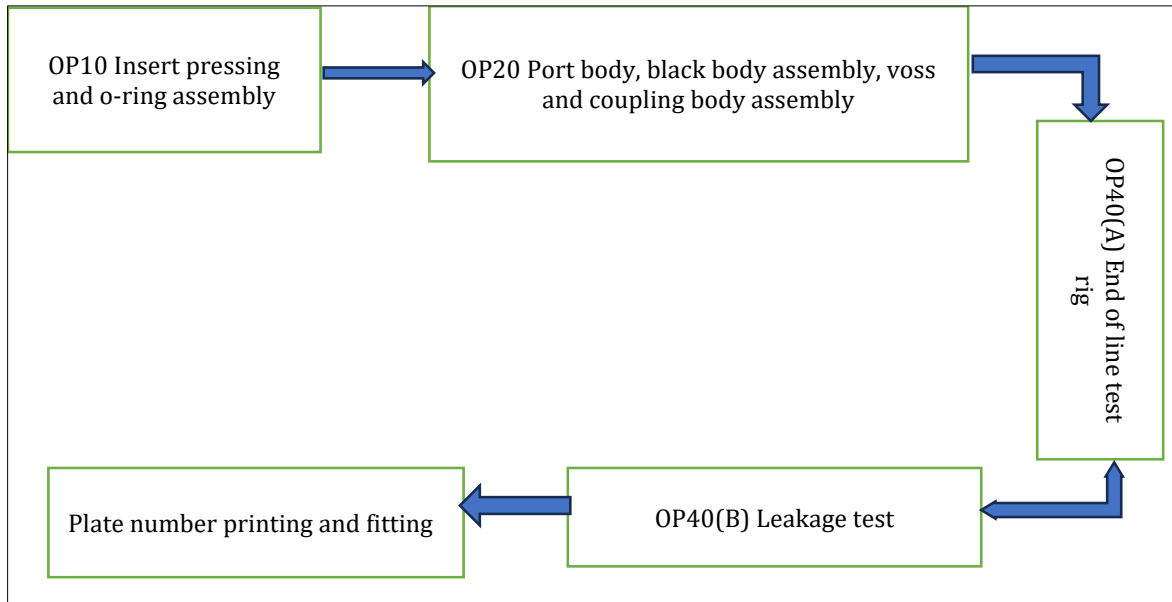 OP10 Insert pressing
and o-ring assembly
OP20 Port body, black body assembly, voss
and coupling body assembly
OP40(A) End of line test
rig
OP40(B) Leakage test
Plate number printing and fitting